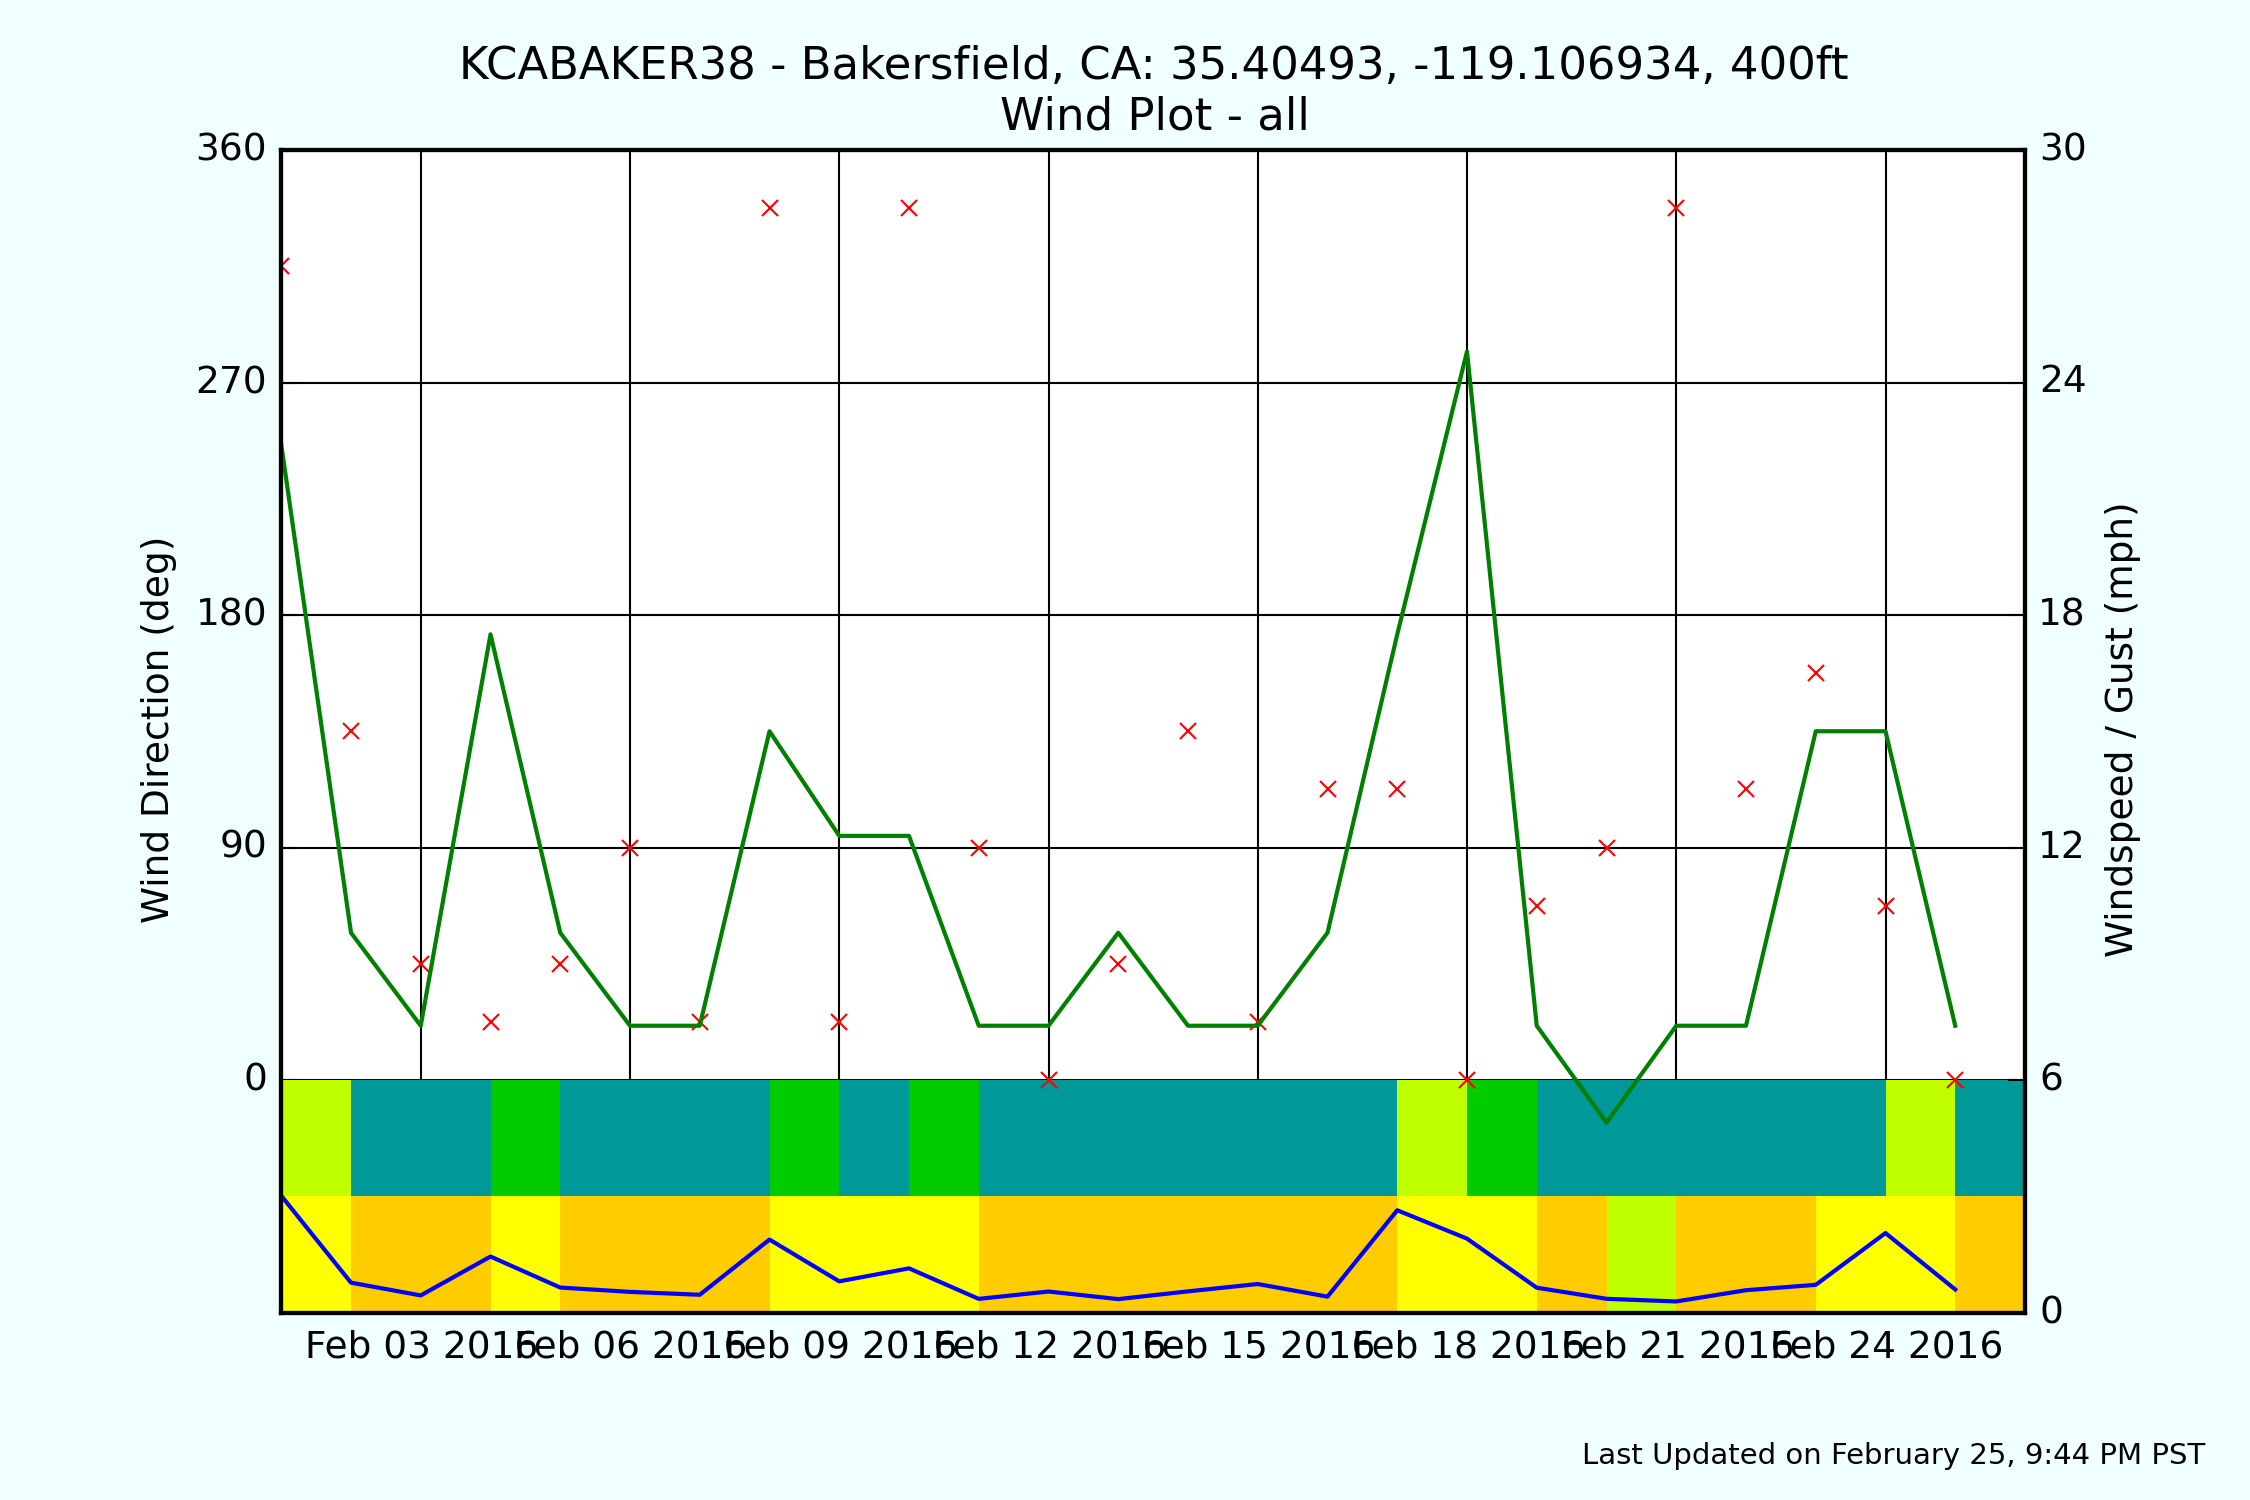 KCABAKER38 - Bakersfield, CA: 35.40493, -119.106934, 400ft
Wind Plot - all
360
270
180
90
0
Wind Direction (deg)
30
24
18
12
6
0
Windspeed / Gust (mph)
Feb 03 2016
Feb 06 2016
Feb 09 2016
Feb 12 2016
Feb 15 2016
Feb 18 2016
Feb 21 2016
Feb 24 2016
Last Updated on February 25, 9:44 PM PST